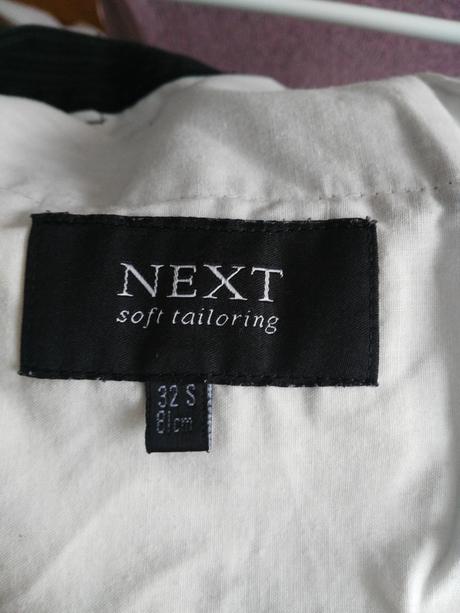 NEXT
soft tailoring
32 S
81cm